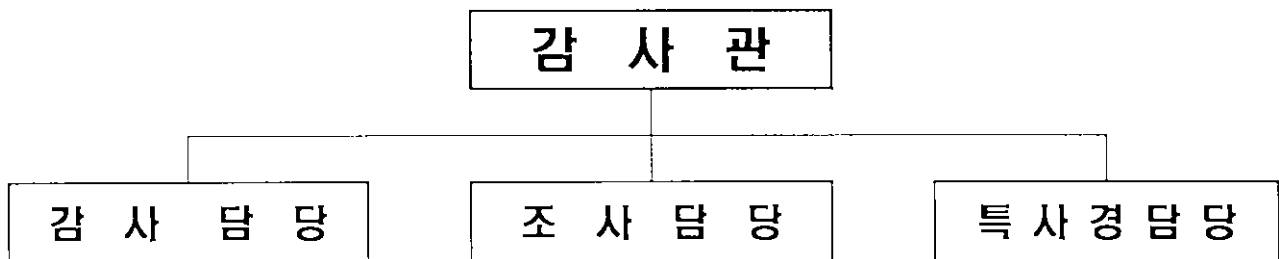 감 사 관
감 사 담 당
조 사 담 당
특 사 경 담 당